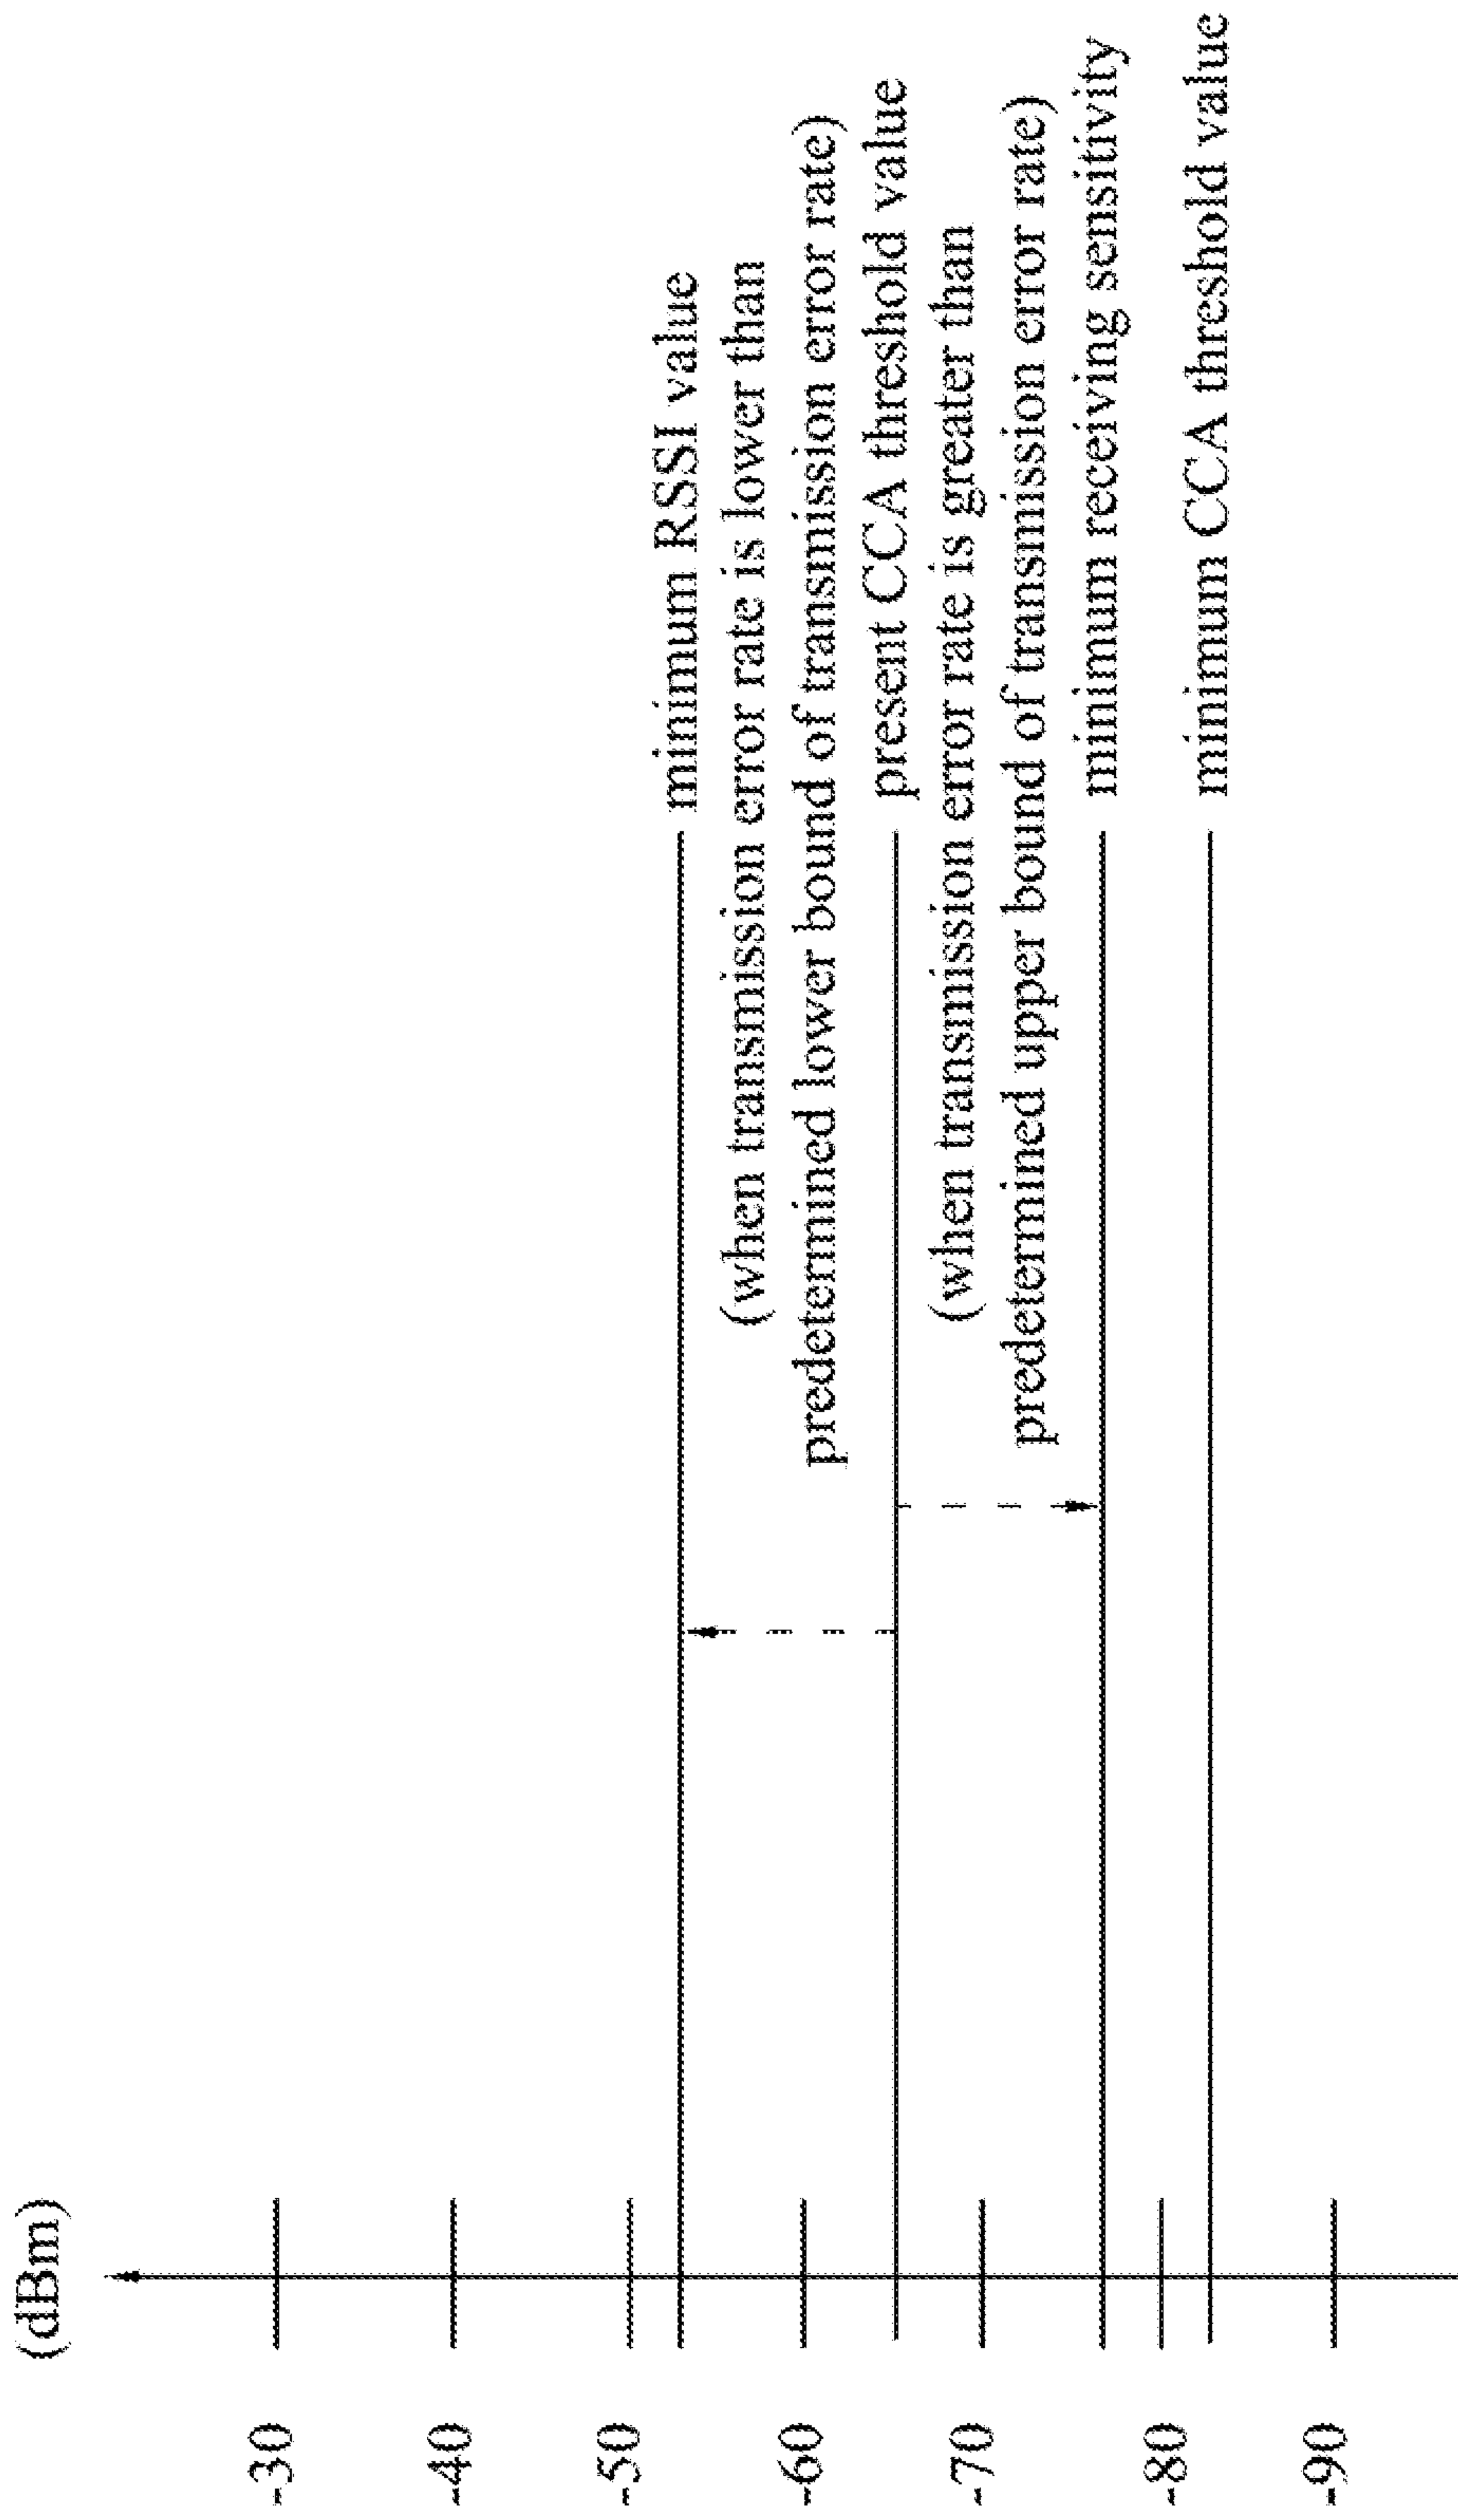 (dBm)
-30
-40
-50
-60
-70
-80
-90
minimum RSSI value
(when transmission error rate is lower than
predetermined lower bound of transmission error rate)
present CCA threshold value
(when transmission error rate is greater than
predetermined upper bound of transmission error rate)
minimum receiving sensitivity
minimum CCA threshold value